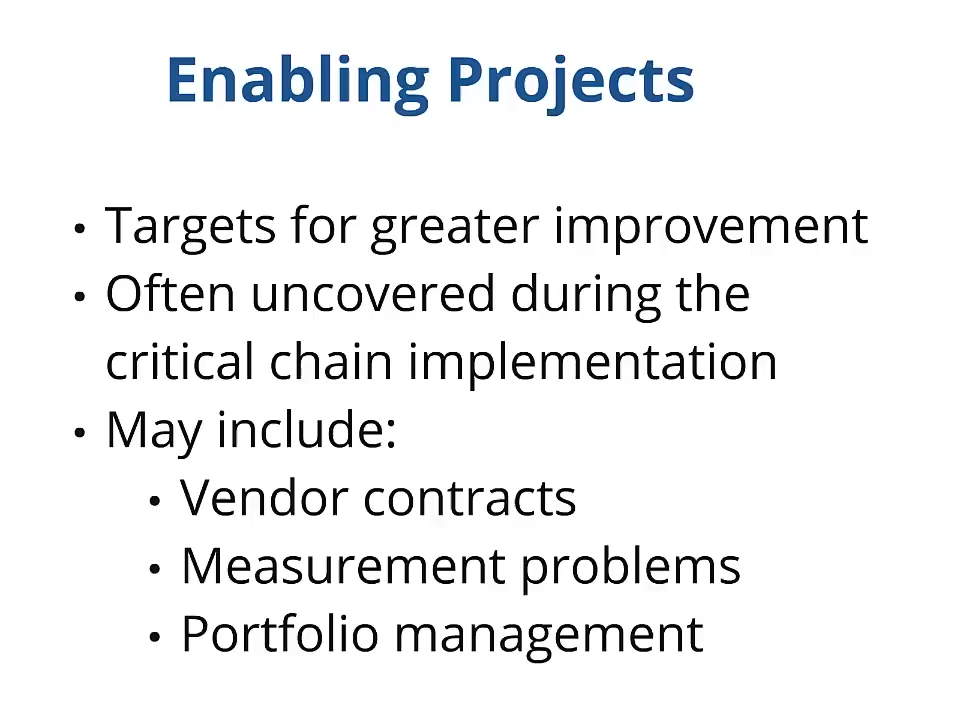 Enabling Projects
• Targets for greater improvement
• Often uncovered during the
critical chain implementation
• May include:
• Vendor contracts
• Measurement problems
• Portfolio management